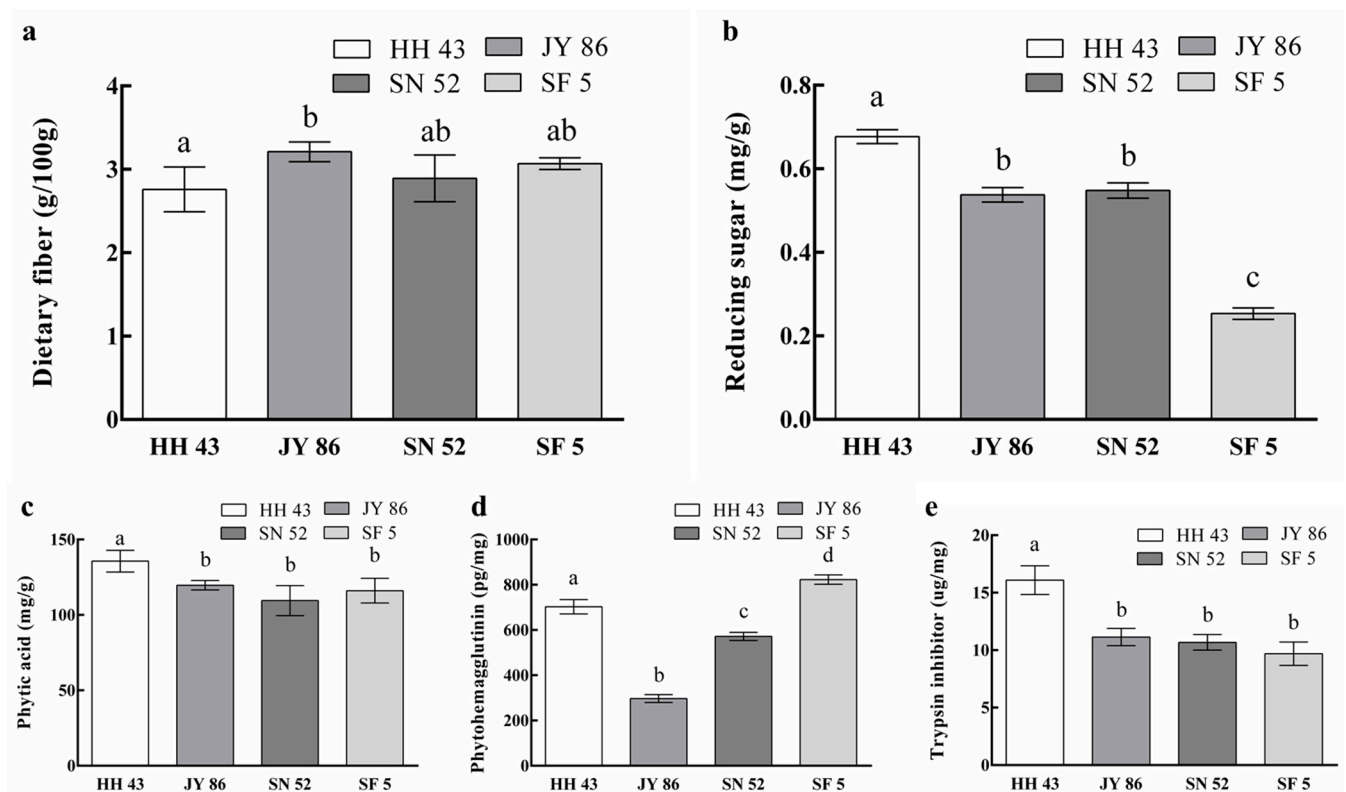 a
HH 43 JY 86
SN 52 SF 5
Dietary fiber (g/100g)
4
3
2
1
0
a b ab ab
HH 43 JY 86 SN 52 SF 5
b
HH 43 JY 86
SN 52 SF 5
Reducing sugar (mg/g)
0.8
0.6
0.4
0.2
0.0
a b b c
HH 43 JY 86 SN 52 SF 5
c
HH 43 JY 86
SN 52 SF 5
Phytic acid (mg/g)
150
100
50
0
a b b b
HH 43 JY 86 SN 52 SF 5
d
HH 43 JY 86
SN 52 SF 5
Phytohemagglutinin (pg/mg)
1000
800
600
400
200
0
a b c d
HH 43 JY 86 SN 52 SF 5
e
HH 43 JY 86
SN 52 SF 5
Trypsin inhibitor (ug/mg)
20
15
10
5
0
a b b b
HH 43 JY 86 SN 52 SF 5